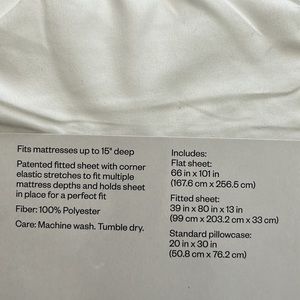 Fits mattresses up to 15" deep
Patented fitted sheet with corner
elastic stretches to fit multiple
mattress depths and holds sheet
in place for a perfect fit
Fiber: 100% Polyester
Care: Machine wash. Tumble dry.
Includes:
Flat sheet:
66 in x 101 in
(167.6 cm x 256.5 cm)
Fitted sheet:
39 in x 80 in x 13 in
(99 cm x 203.2 cm x 33 cm)
Standard pillowcase:
20 in x 30 in
(50.8 cm x 76.2 cm)